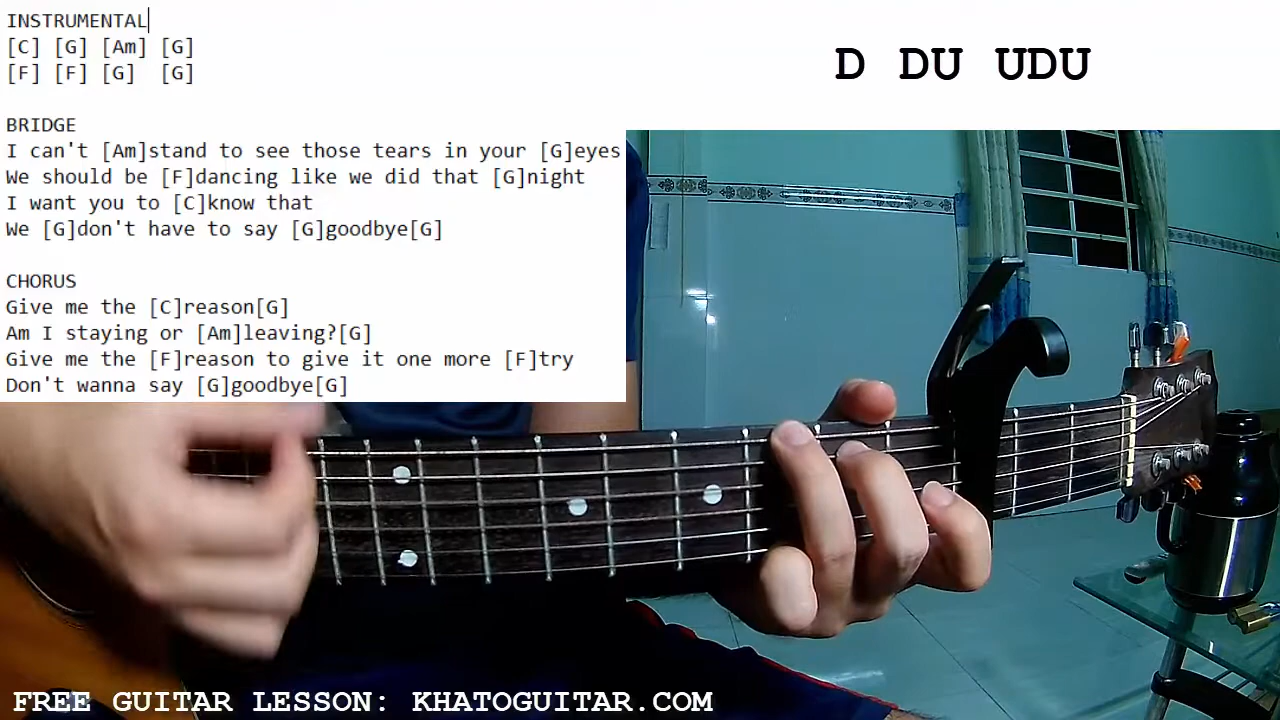 INSTRUMENTAL
[C] [G] [Am] [G]
[F] [F] [G]  [G]
BRIDGE
I can't [Am]stand to see those tears in your [G]eyes
We should be [F]dancing like we did that [G]night
I want you to [C]know that
We [G]don't have to say [G]goodbye[G]
CHORUS
Give me the [C]reason[G]
Am I staying or [Am]leaving?[G]
Give me the [F]reason to give it one more [F]try
Don't wanna say [G]goodbye[G]
D DU UDU
FREE GUITAR LESSON: KHATOGUITAR.COM